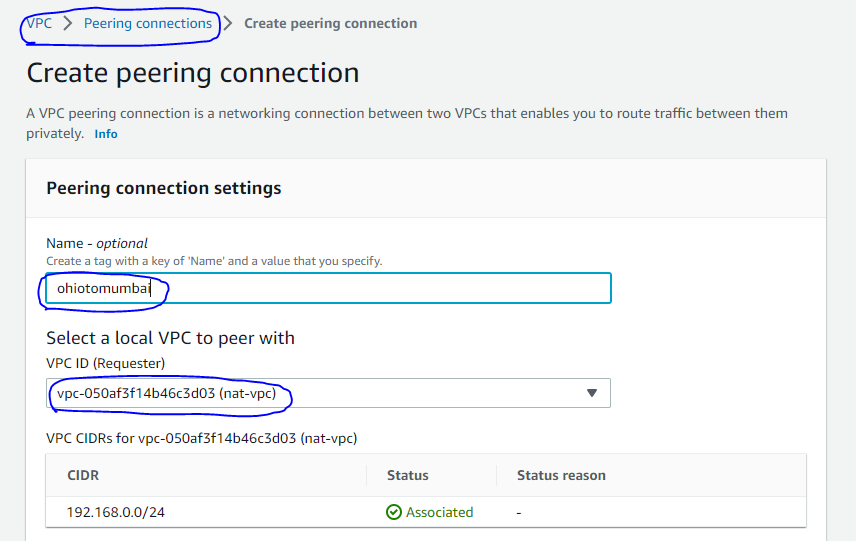 VPC > Peering connections > Create peering connection
Create peering connection
A VPC peering connection is a networking connection between two VPCs that enables you to route traffic between them
privately. Info
Peering connection settings
Name - optional
Create a tag with a key of 'Name' and a value that you specify.
ohiotomumbai
Select a local VPC to peer with
VPC ID (Requester)
vpc-050af3f14b46c3d03 (nat-vpc)
VPC CIDRs for vpc-050af3f14b46c3d03 (nat-vpc)
CIDR Status Status reason
192.168.0.0/24 Associated -